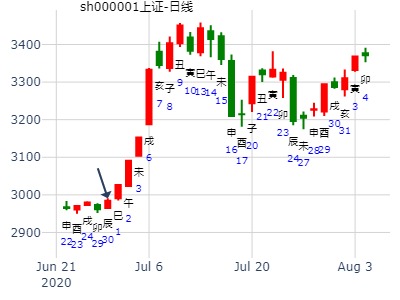 sh000001上证-日线
3400
3300
3200
3100
3000
2900
申
22
酉
23
戌
24
卯
29
辰
30
巳
1
午
2
未
3
戌
6
亥
7
子
8
丑
9
寅
10
巳
13
午
14
未
15
申
16
酉
17
子
20
丑
21
寅
22
卯
23
辰
24
未
27
申
28
酉
29
戌
30
亥
31
寅
3
卯
4
Jun 21
2020
Jul 6
Jul 20
Aug 3